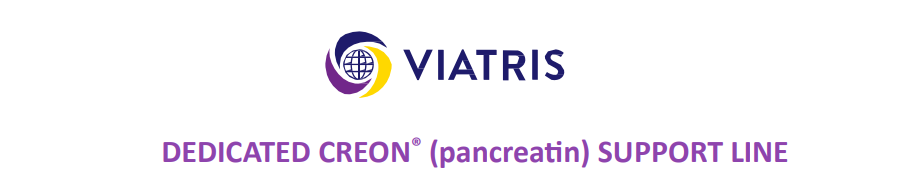 VIATRIS
DEDICATED CREON® (pancreatin) SUPPORT LINE